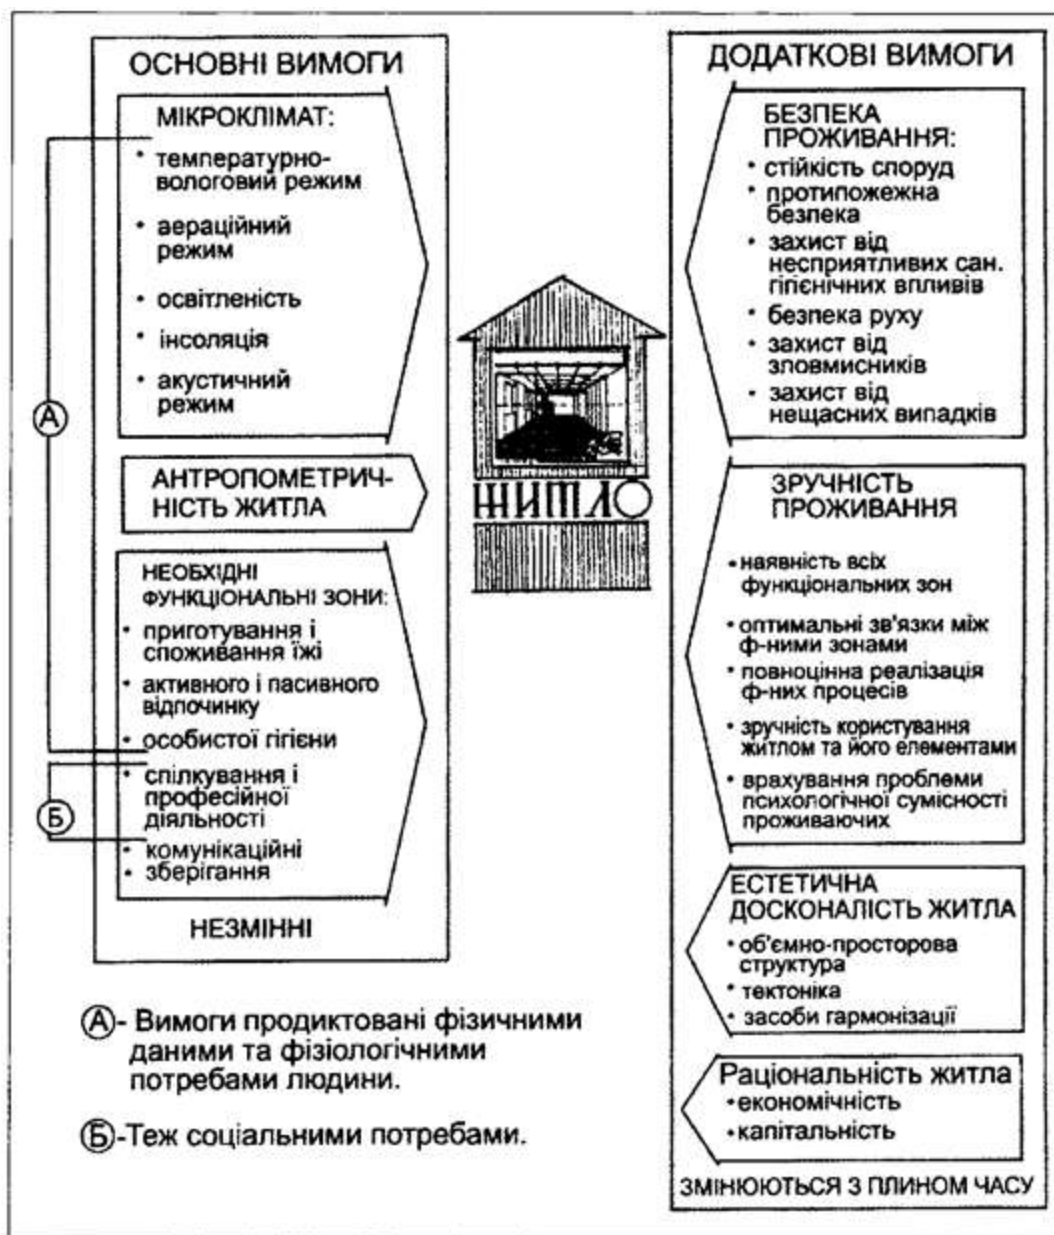 ОСНОВНІ ВИМОГИ
МІКРОКЛІМАТ:
• температурно-
вологовий режим
• аераційний
режим
• освітленість
• інсоляція
• акустичний
режим
А
АНТРОПОМЕТРИЧ-
НІСТЬ ЖИТЛА
НЕОБХІДНІ
ФУНКЦІОНАЛЬНІ ЗОНИ:
• приготування і
споживання їжі
• активного і пасивного
відпочинку
• особистої гігієни
• спілкування і
професійної
діяльності
• комунікаційні
• зберігання
Б
НЕЗМІННІ
ЖИТЛО
ДОДАТКОВІ ВИМОГИ
БЕЗПЕКА
ПРОЖИВАННЯ:
• стійкість споруд
• протипожежна
безпека
• захист від
несприятливих сан.
гігієнічних впливів
• безпека руху
• захист від
зловмисників
• захист від
нещасних випадків
ЗРУЧНІСТЬ
ПРОЖИВАННЯ
• наявність всіх
функціональних зон
• оптимальні зв'язки між
ф-ними зонами
• повноцінна реалізація
ф-них процесів
• зручність користування
житлом та його елементами
• врахування проблеми
психологічної сумісності
проживаючих
ЕСТЕТИЧНА
ДОСКОНАЛІСТЬ ЖИТЛА
• об'ємно-просторова
структура
• тектоніка
• засоби гармонізації
Раціональність житла
• економічність
• капітальність
ЗМІНЮЮТЬСЯ З ПЛИНОМ ЧАСУ
А - Вимоги продиктовані фізичними
даними та фізіологічними
потребами людини.
Б -Теж соціальними потребами.